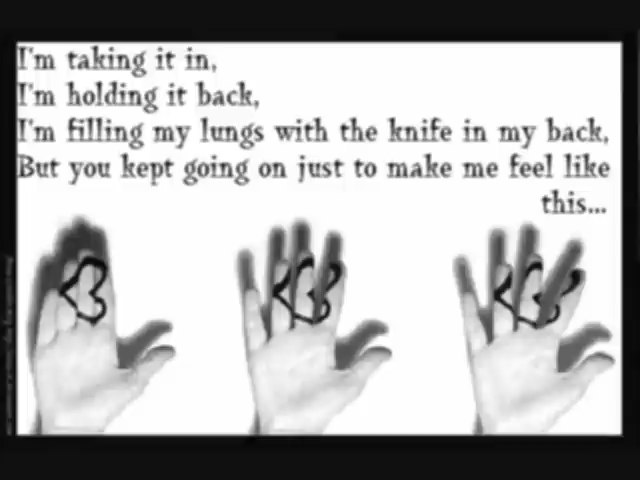 I'm taking it in,
I'm holding it back,
I'm filling my lungs with the knife in my back,
But you kept going on just to make me feel like
this...